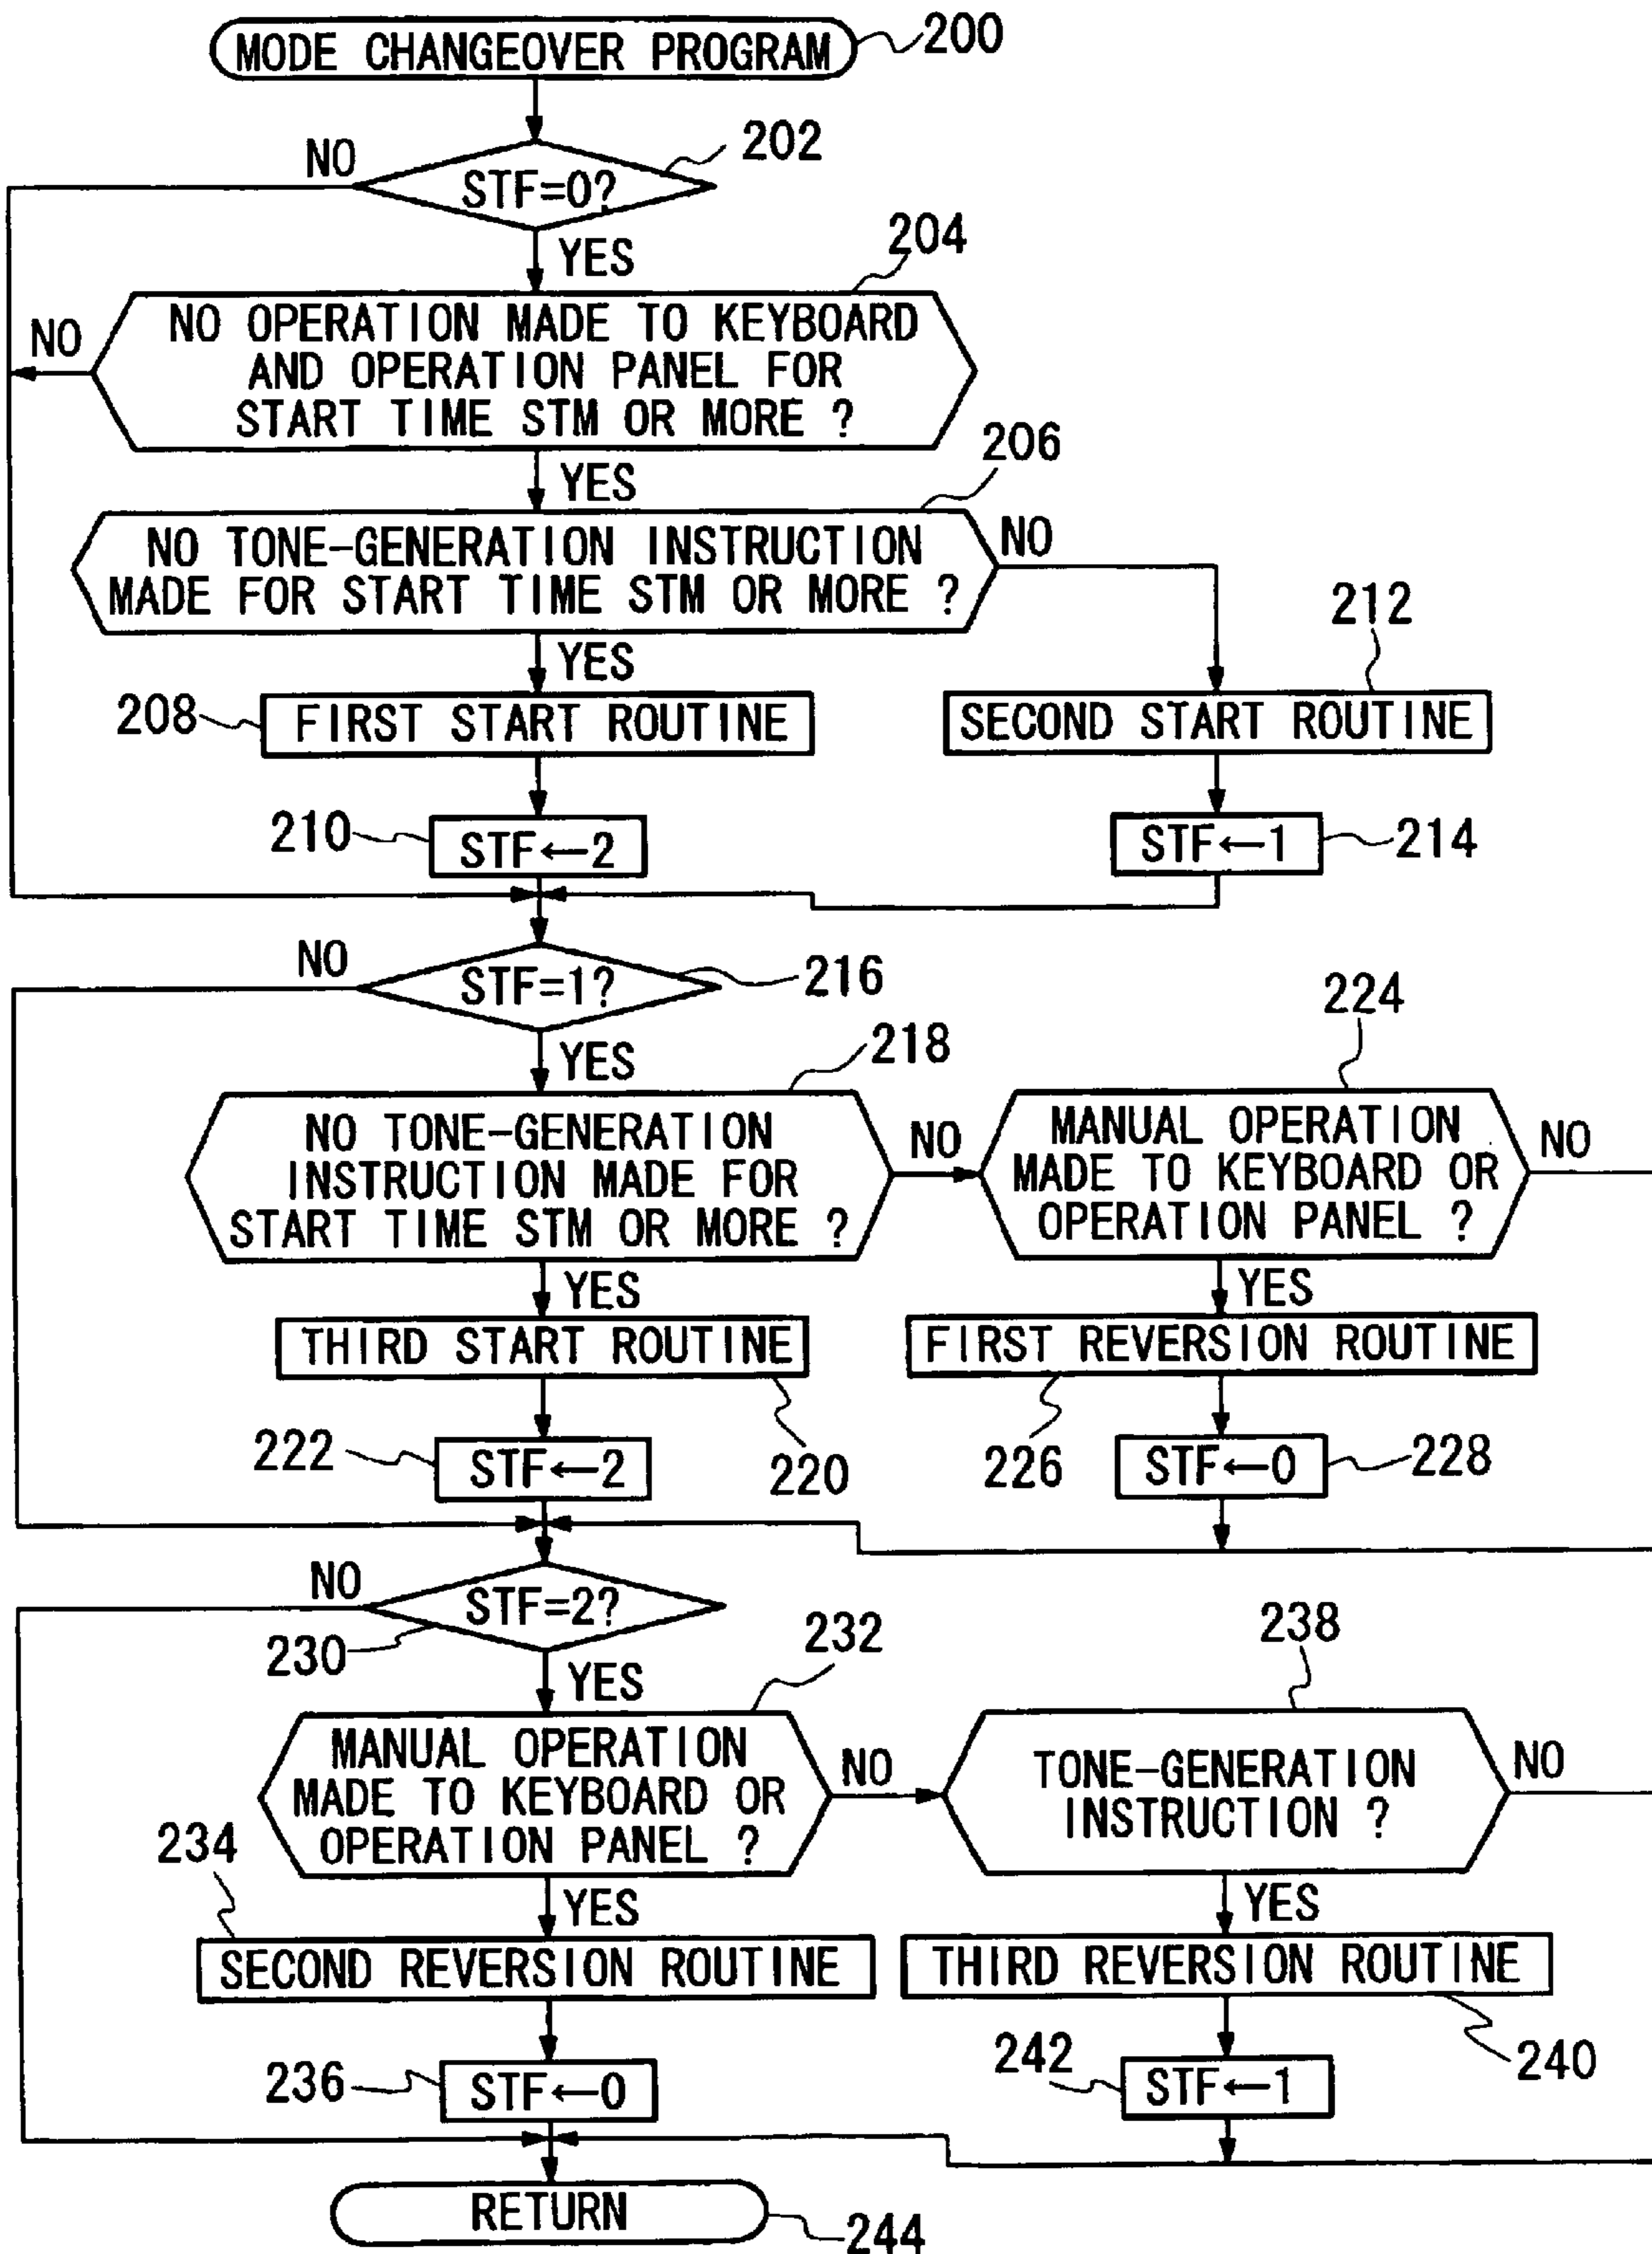 MODE CHANGEOVER PROGRAM
200
NO
202
STF=0?
YES
204
NO
NO OPERATION MADE TO KEYBOARD
AND OPERATION PANEL FOR
START TIME STM OR MORE ?
YES
206
NO TONE-GENERATION INSTRUCTION
MADE FOR START TIME STM OR MORE ?
NO
YES
212
208
FIRST START ROUTINE
SECOND START ROUTINE
210
STF←2
STF←1
214
NO
STF=1?
216
YES
218
224
NO TONE-GENERATION
INSTRUCTION MADE FOR
START TIME STM OR MORE ?
NO
MANUAL OPERATION
MADE TO KEYBOARD OR
OPERATION PANEL ?
NO
YES
YES
THIRD START ROUTINE
FIRST REVERSION ROUTINE
222
STF←2
220
226
STF←0
228
NO
STF=2?
230
YES
232
238
MANUAL OPERATION
MADE TO KEYBOARD OR
OPERATION PANEL ?
NO
TONE-GENERATION
INSTRUCTION ?
NO
234
YES
YES
SECOND REVERSION ROUTINE
THIRD REVERSION ROUTINE
236
STF←0
242
STF←1
240
RETURN
244